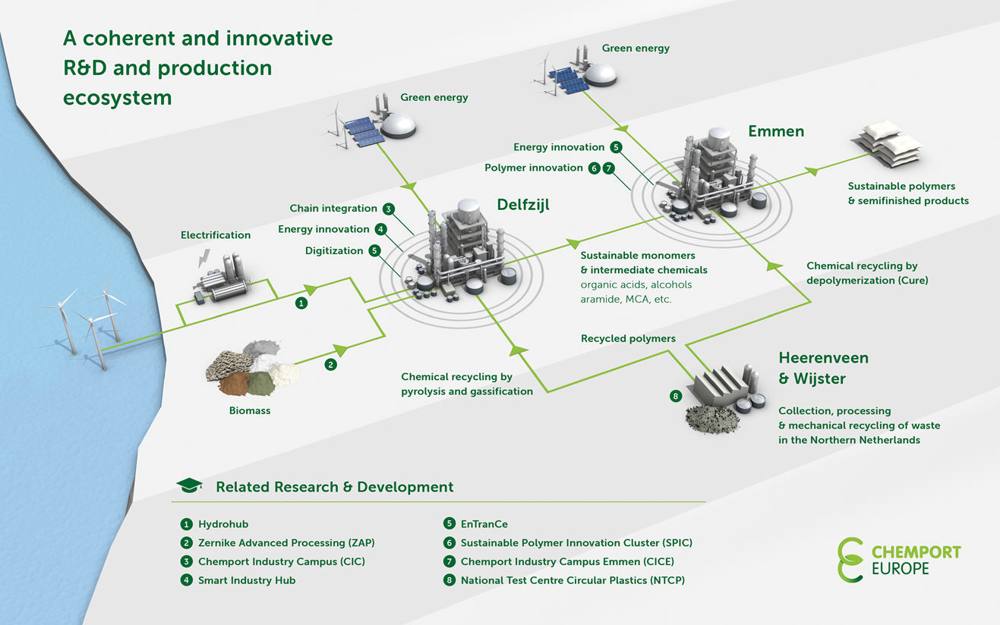 A coherent and innovative
R&D and production
ecosystem
Green energy
Green energy
Emmen
Energy innovation 5
Polymer innovation 6 7
Sustainable polymers
& semifinished products
Delfzijl
Chain integration 3
Energy innovation 4
Digitization 5
Electrification
1
Sustainable monomers
& intermediate chemicals
organic acids, alcohols
aramide, MCA, etc.
Chemical recycling by
depolymerization (Cure)
Recycled polymers
2
Biomass
Chemical recycling by
pyrolysis and gassification
8
Heerenveen
& Wijster
Collection, processing
& mechanical recycling of waste
in the Northern Netherlands
Related Research & Development
1 Hydrohub
2 Zernike Advanced Processing (ZAP)
3 Chemport Industry Campus (CIC)
4 Smart Industry Hub
5 EnTranCe
6 Sustainable Polymer Innovation Cluster (SPIC)
7 Chemport Industry Campus Emmen (CICE)
8 National Test Centre Circular Plastics (NTCP)
CHEMPORT
EUROPE